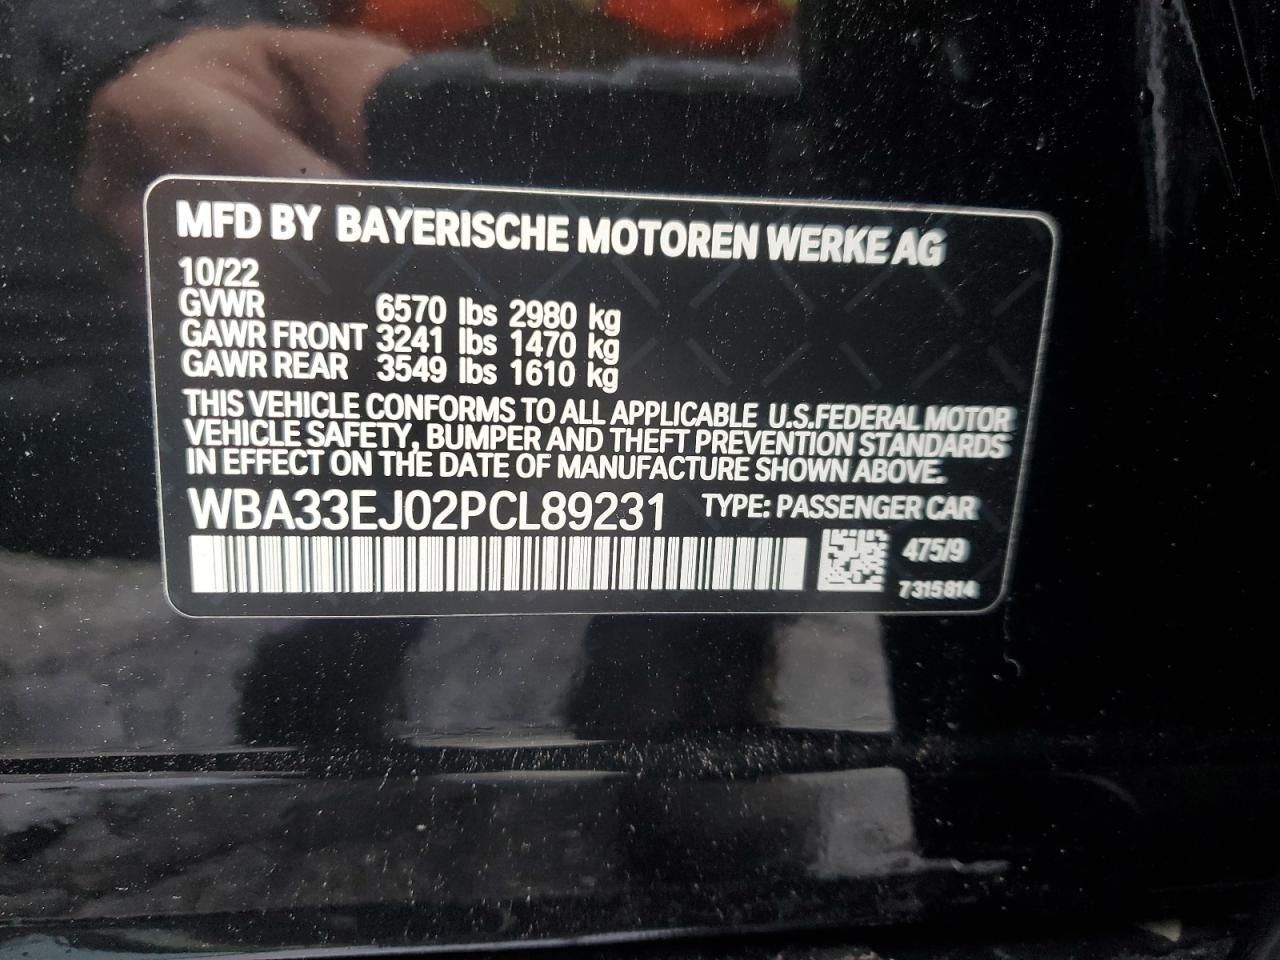 MFD BY BAYERISCHE MOTOREN WERKE AG
10/22
GVWR 6570 lbs 2980 kg
GAWR FRONT 3241 lbs 1470 kg
GAWR REAR 3549 lbs 1610 kg
THIS VEHICLE CONFORMS TO ALL APPLICABLE U.S.FEDERAL MOTOR
VEHICLE SAFETY, BUMPER AND THEFT PREVENTION STANDARDS
IN EFFECT ON THE DATE OF MANUFACTURE SHOWN ABOVE.
WBA33EJ02PCL89231 TYPE: PASSENGER CAR
475/9
7315814